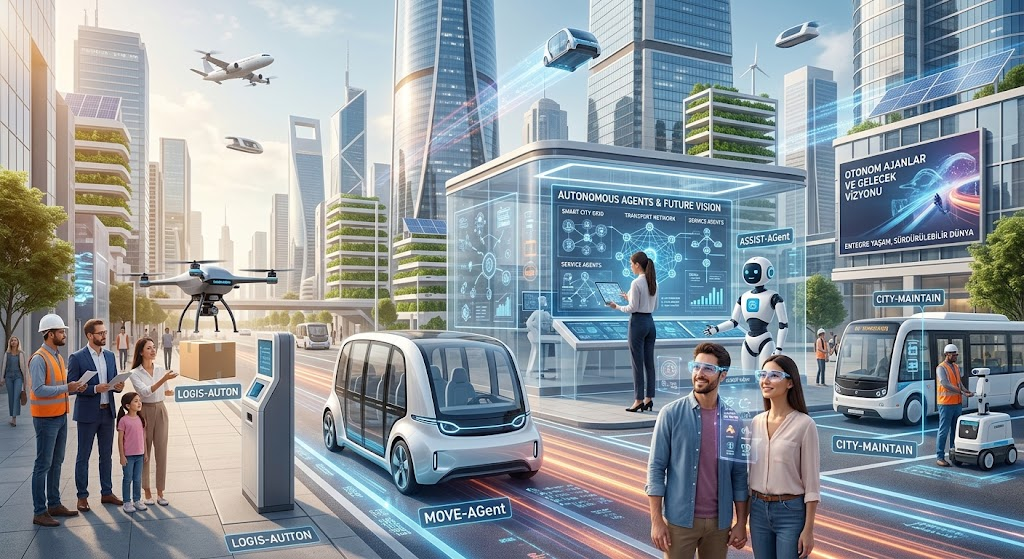 AUTONOMOUS AGENTS & FUTURE VISION
SMART CITY GRID
TRANSPORT NETWORK
SERVICE AGENTS
SERVICE AGENTS
ASSIST-AGent
OTONOM AJANLAR
VE GELECEK
VİZYONU
ENTEGRE YAŞAM, SÜRDÜRÜLEBİLİR DÜNYA
CITY-MAINTAIN
LOGIS-AUTON
CITY-MAINTAIN
MOVE-AGent
LOGIS-AUTTON